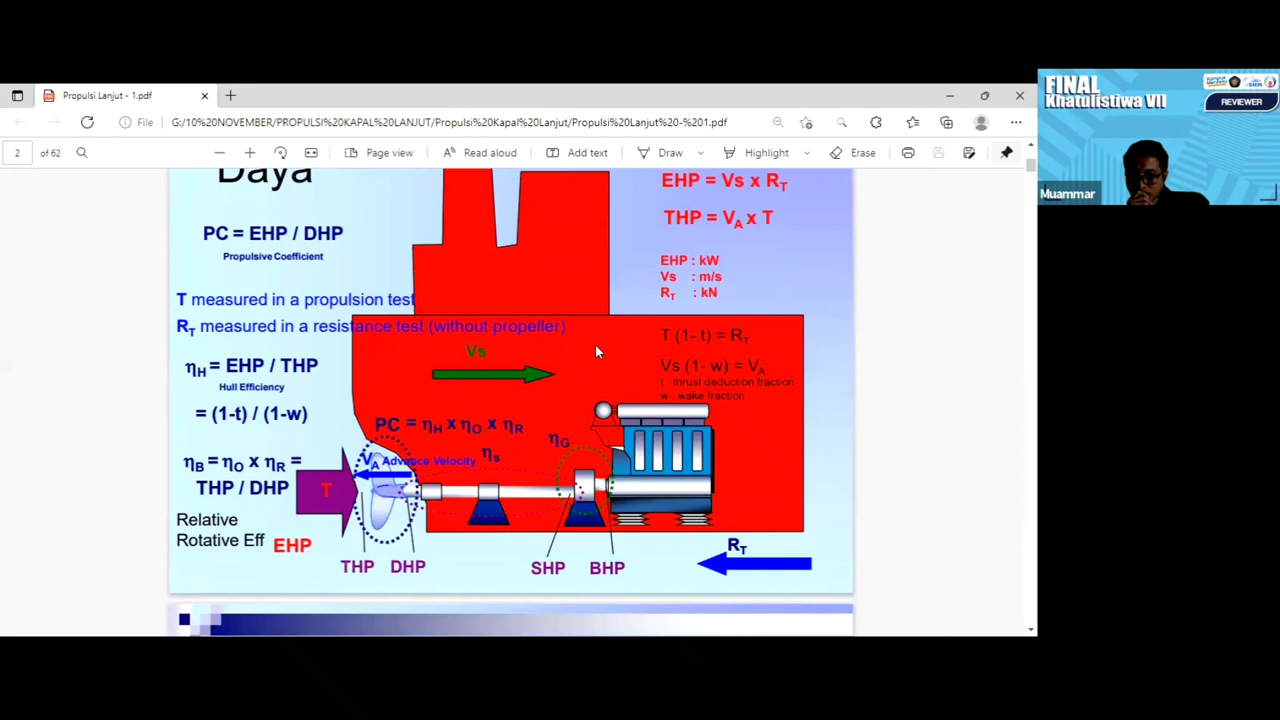 Propulsi Lanjut - 1.pdf
File
G:/10%20NOVEMBER/PROPULSI%20KAPAL%20LANJUT/Propulsi%20Kapal%20Lanjut/Propulsi%20Lanjut%20-%201.pdf
2 of 62
Page view
Read aloud
Add text
Draw
Highlight
Erase
FINAL
Khatulistiwa VII
REVIEWER
Muammar
Daya
PC = EHP / DHP
Propulsive Coefficient
T measured in a propulsion test
RT measured in a resistance test (without propeller)
ηH = EHP / THP
Hull Efficiency
= (1-t) / (1-w)
ηB = ηO x ηR =
THP / DHP
Relative
Rotative Eff
EHP
EHP = Vs x RT
THP = VA x T
EHP : kW
Vs : m/s
RT : kN
T (1- t) = RT
Vs (1- w) = VA
t : thrust deduction fraction
w : wake fraction
Vs
PC = ηH x ηO x ηR
ηG
ηs
VA Advance Velocity
T
THP
DHP
SHP
BHP
RT